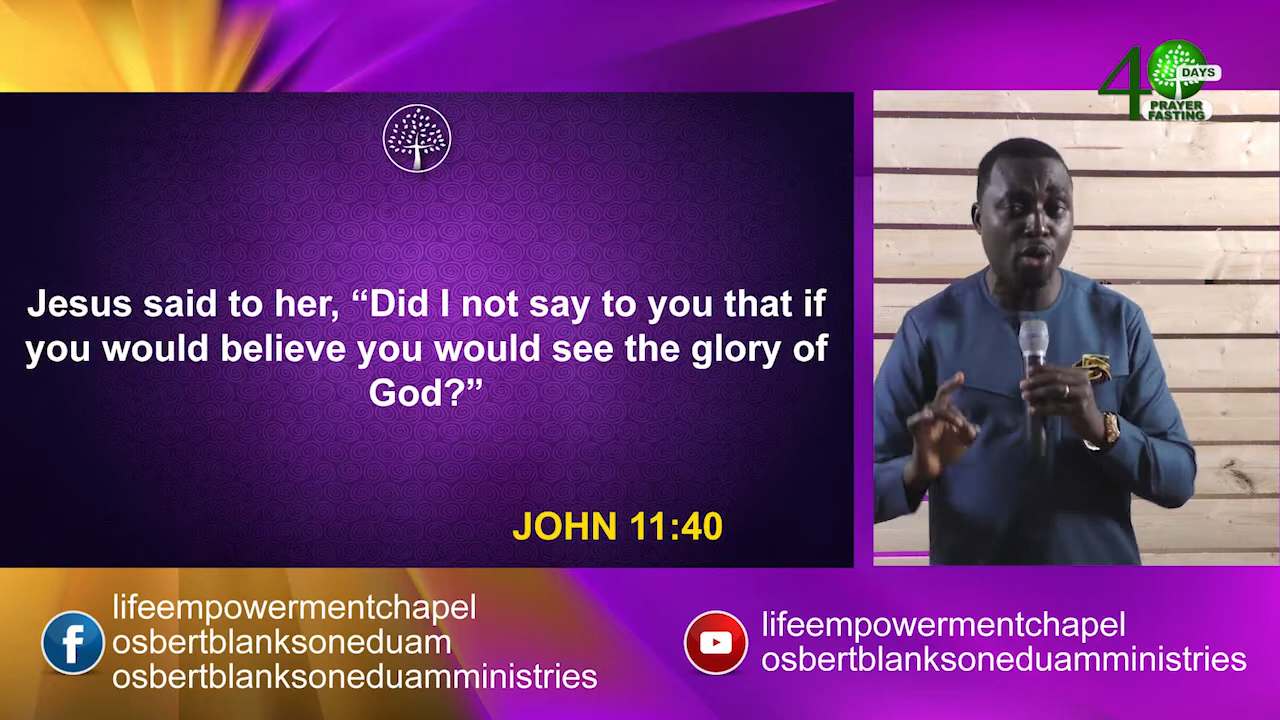 40 DAYS
PRAYER
FASTING
Jesus said to her, “Did I not say to you that if
you would believe you would see the glory of
God?”
JOHN 11:40
lifeempowermentchapel
osbertblanksoneduam
osbertblanksoneduamministries
lifeempowermentchapel
osbertblanksoneduamministries